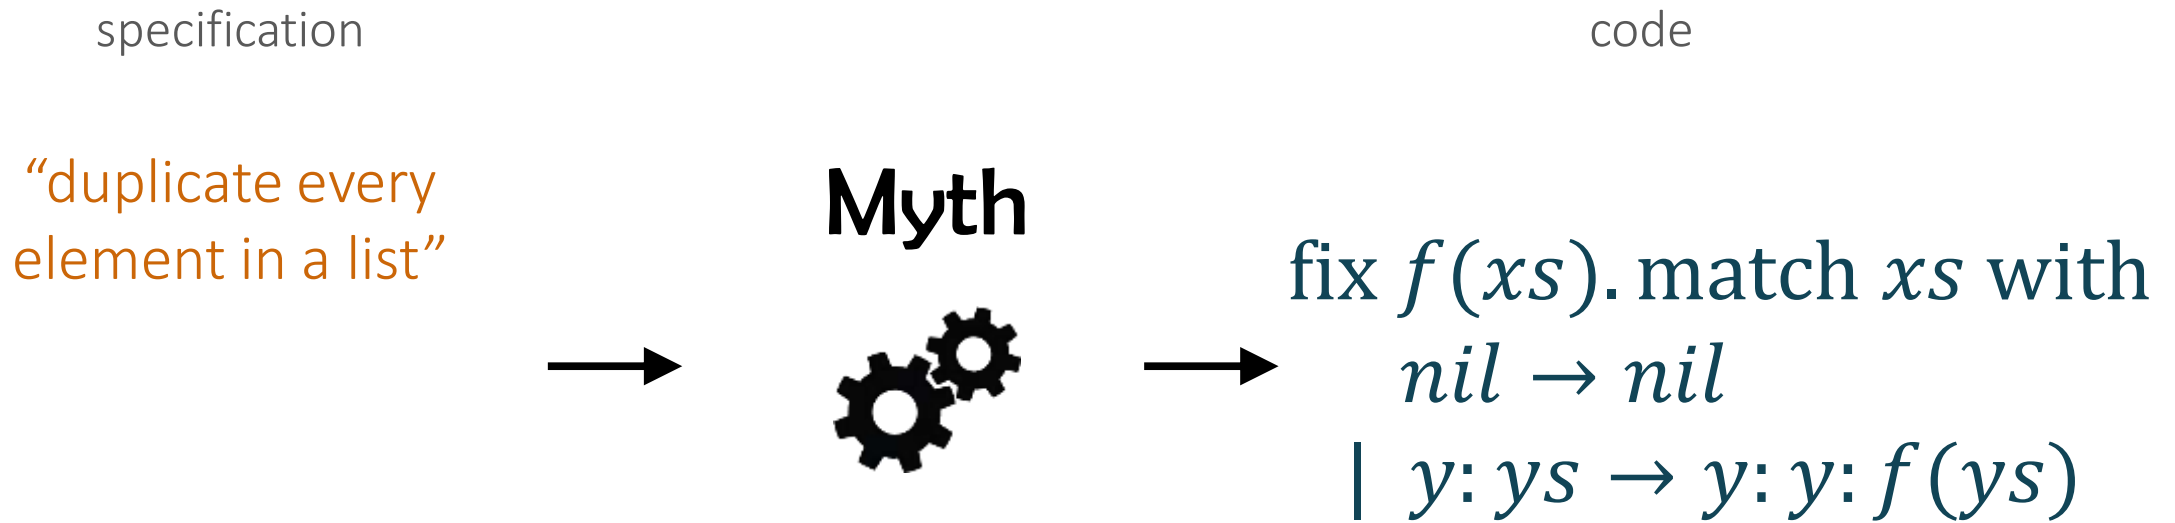 specification
code
“duplicate every
element in a list”
Myth
fix f(xs). match xs with
nil → nil
| y: ys → y: y: f(ys)